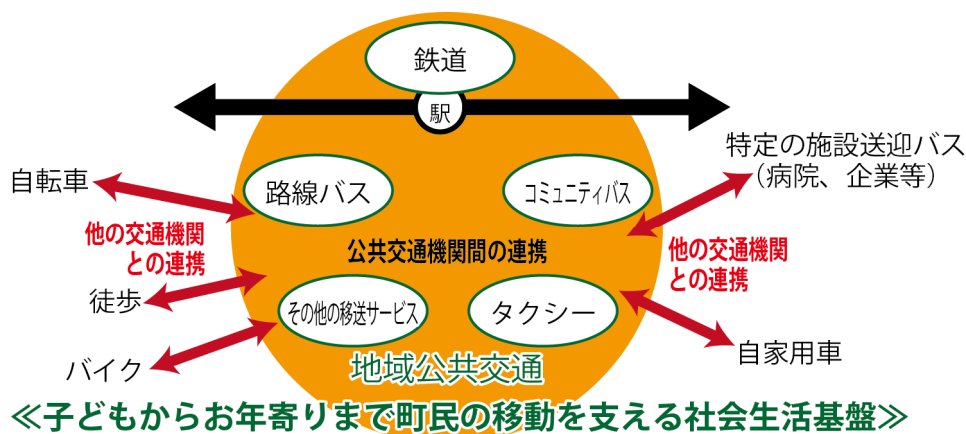 鉄道
駅
自転車
路線バス
コミュニティバス
特定の施設送迎バス
（病院、企業等）
他の交通機関
との連携
公共交通機関間の連携
他の交通機関
との連携
徒歩
その他の移送サービス
タクシー
バイク
自家用車
地域公共交通
≪子どもからお年寄りまで町民の移動を支える社会生活基盤≫